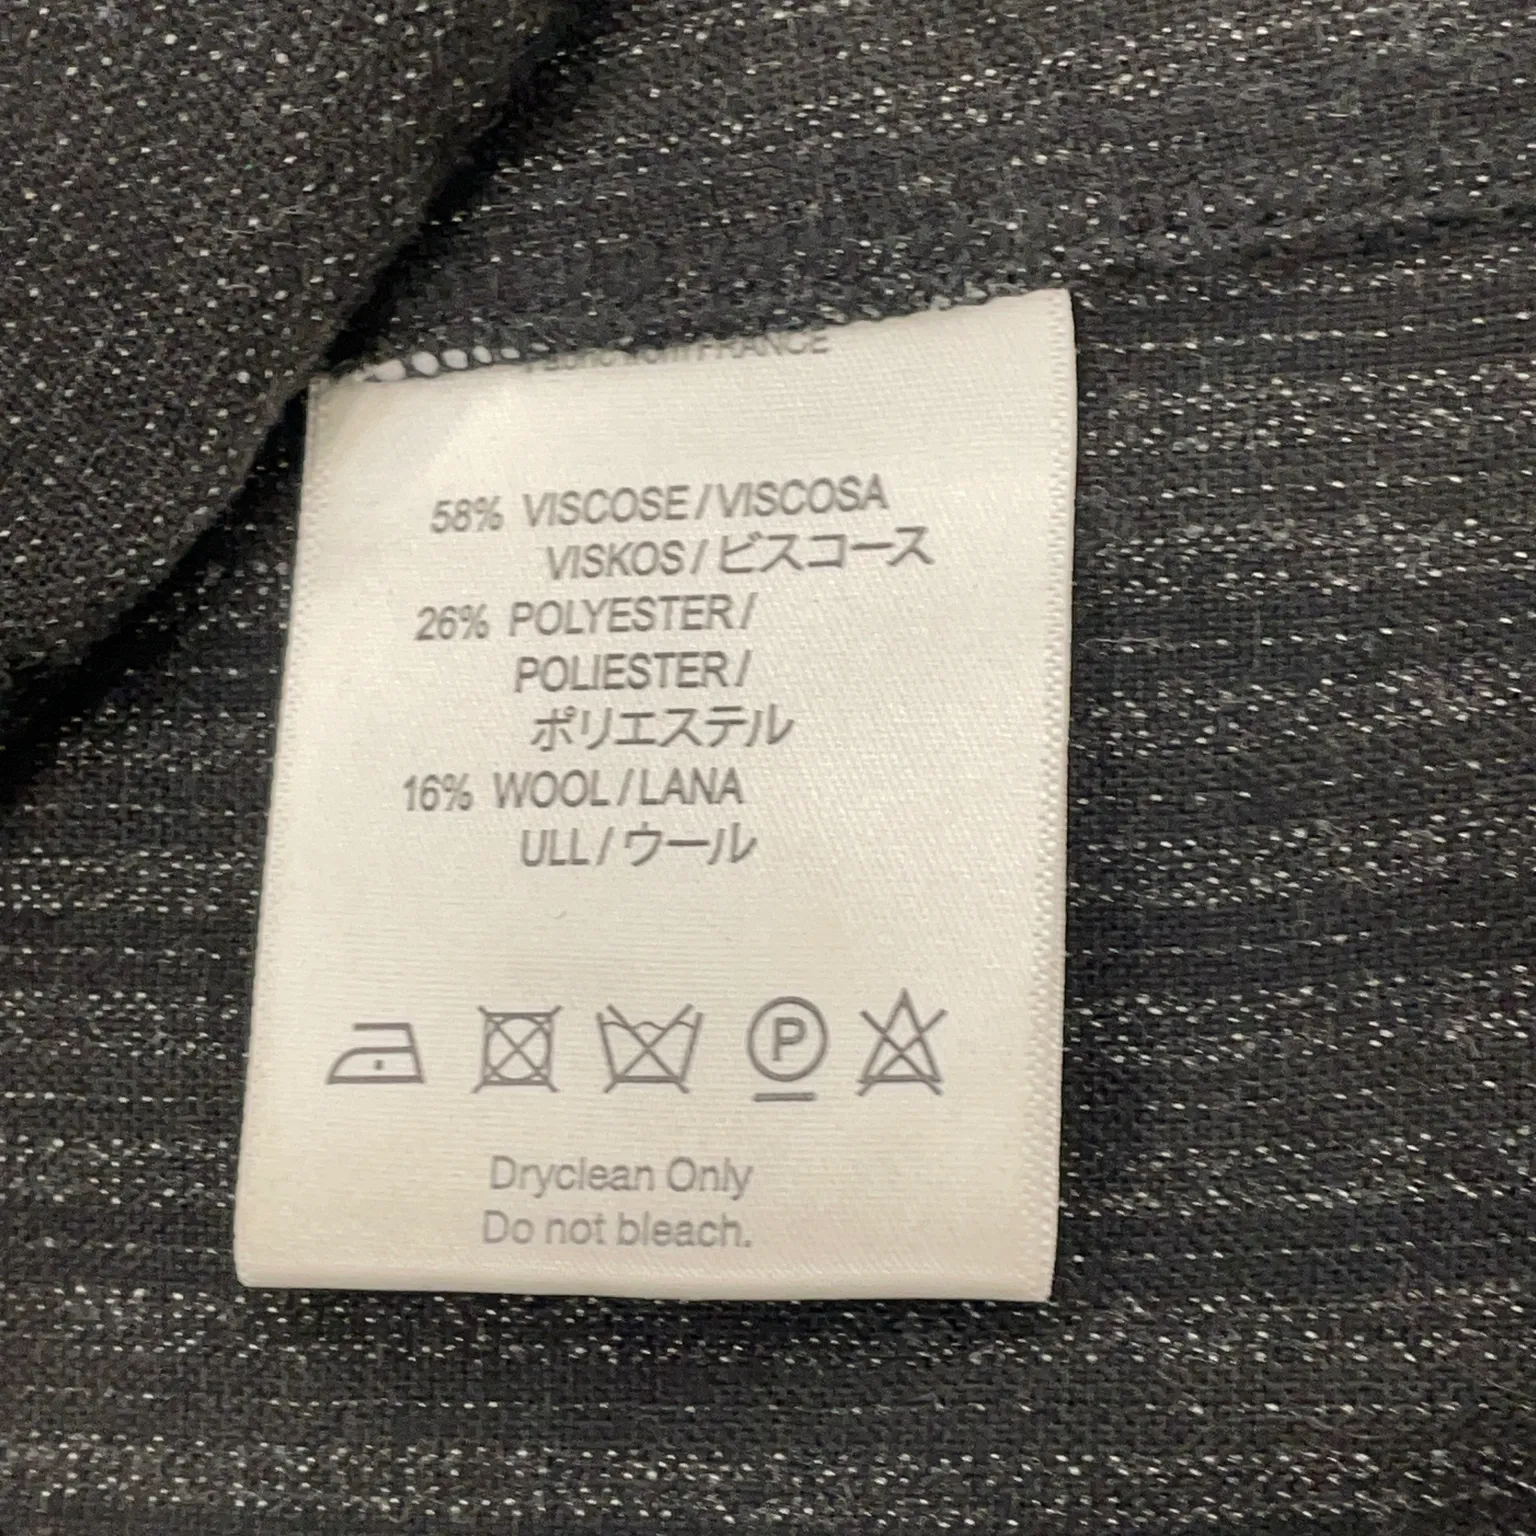 FRANCE
58% VISCOSE/VISCOSA
VISKOS/ビスコース
26% POLYESTER/
POLIESTER/
ポリエステル
16% WOOL/LANA
ULL/ウール
P
Dryclean Only
Do not bleach.